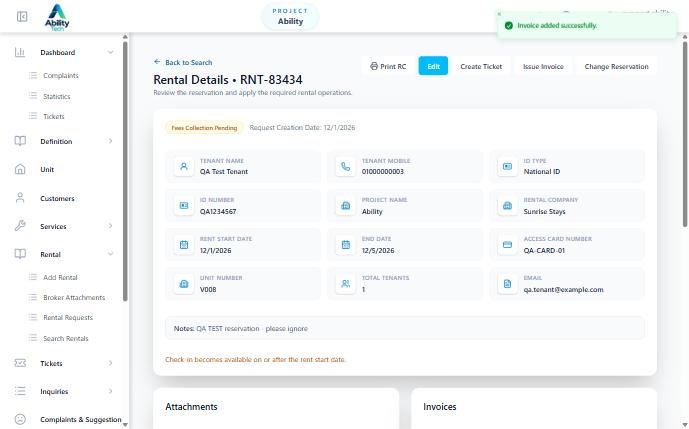 Ability
Tech
PROJECT
Ability
Invoice added successfully.
Dashboard
Complaints
Statistics
Tickets
Definition
Unit
Customers
Services
Rental
Add Rental
Broker Attachments
Rental Requests
Search Rentals
Tickets
Inquiries
Complaints & Suggestion
Back to Search
Rental Details • RNT-83434
Review the reservation and apply the required rental operations.
Print RC
Edit
Create Ticket
Issue Invoice
Change Reservation
Fees Collection Pending
Request Creation Date: 12/1/2026
TENANT NAME
QA Test Tenant
TENANT MOBILE
01000000003
ID TYPE
National ID
ID NUMBER
QA1234567
PROJECT NAME
Ability
RENTAL COMPANY
Sunrise Stays
RENT START DATE
12/1/2026
END DATE
12/5/2026
ACCESS CARD NUMBER
QA-CARD-01
UNIT NUMBER
V008
TOTAL TENANTS
1
EMAIL
qa.tenant@example.com
Notes: QA TEST reservation - please ignore
Check-in becomes available on or after the rent start date.
Attachments
Invoices